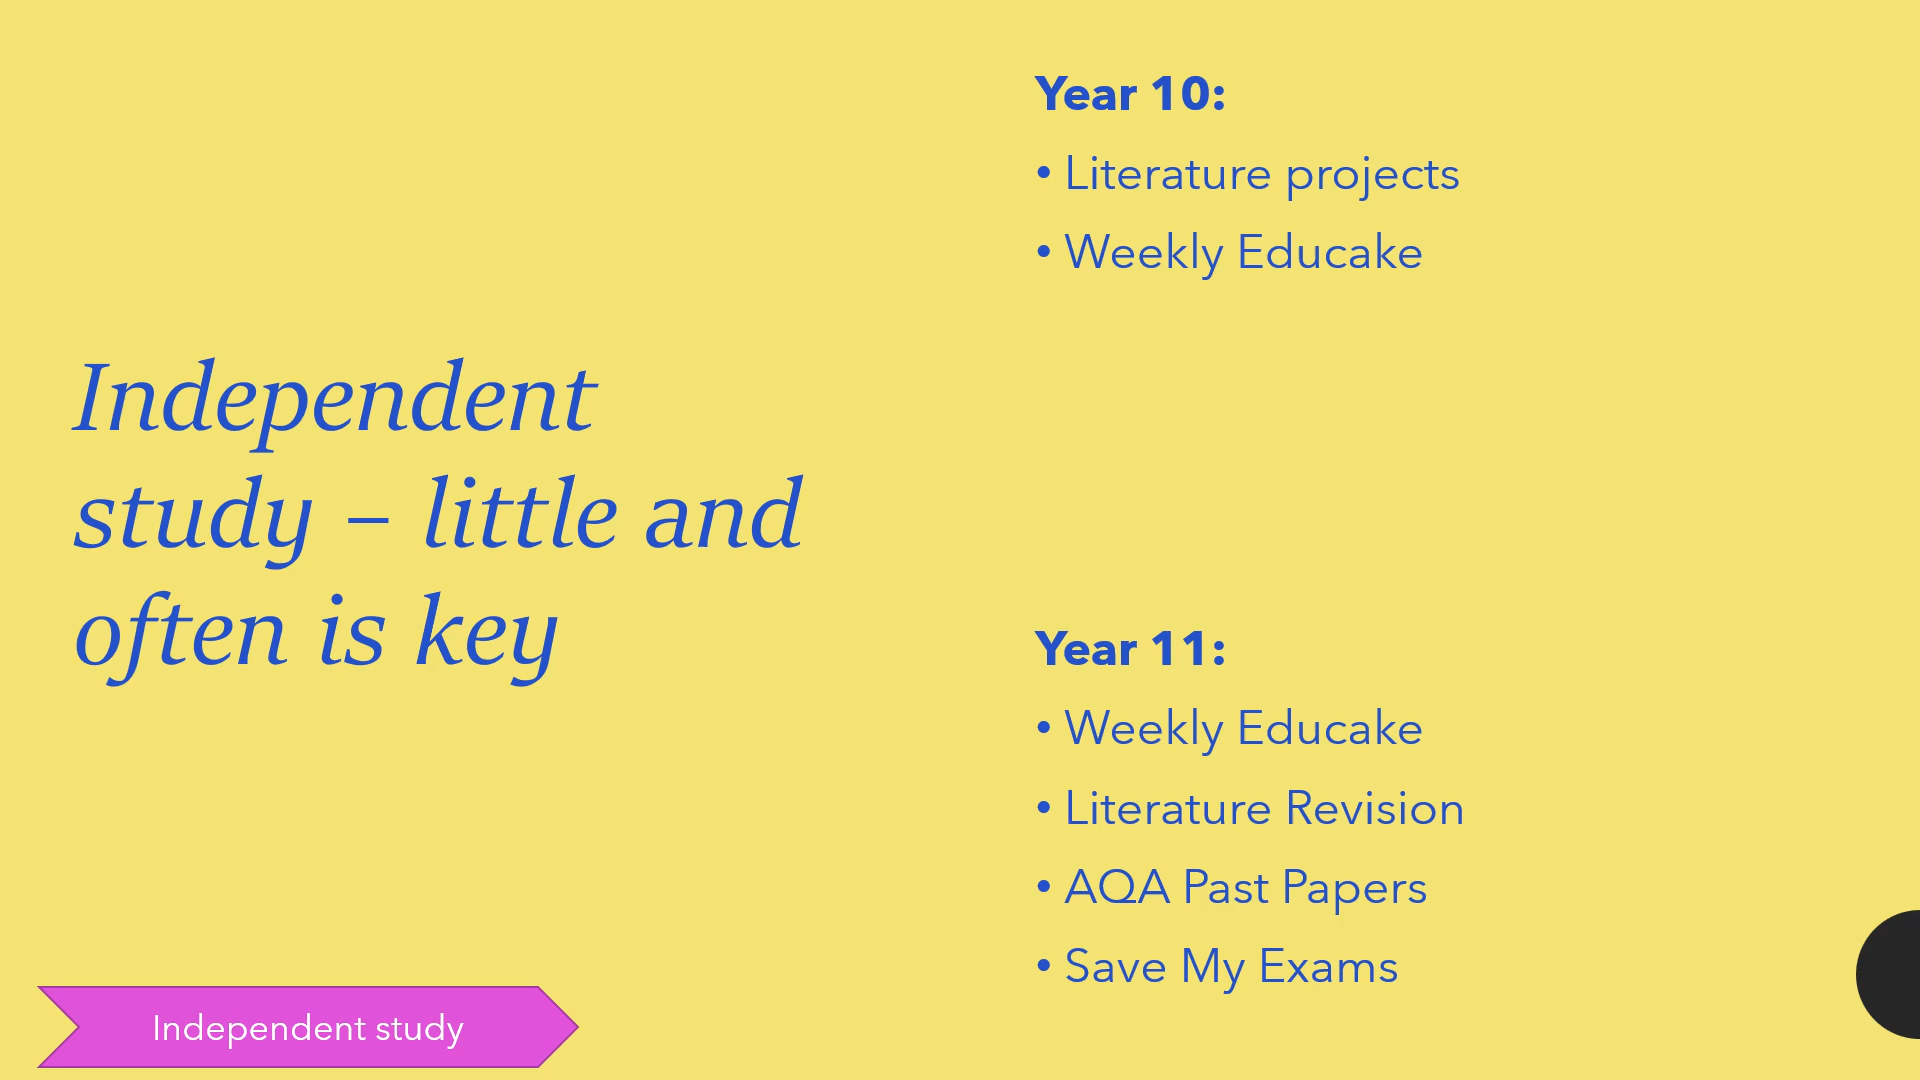 Independent
study – little and
often is key
Year 10:
• Literature projects
• Weekly Educake
Year 11:
• Weekly Educake
• Literature Revision
• AQA Past Papers
• Save My Exams
Independent study